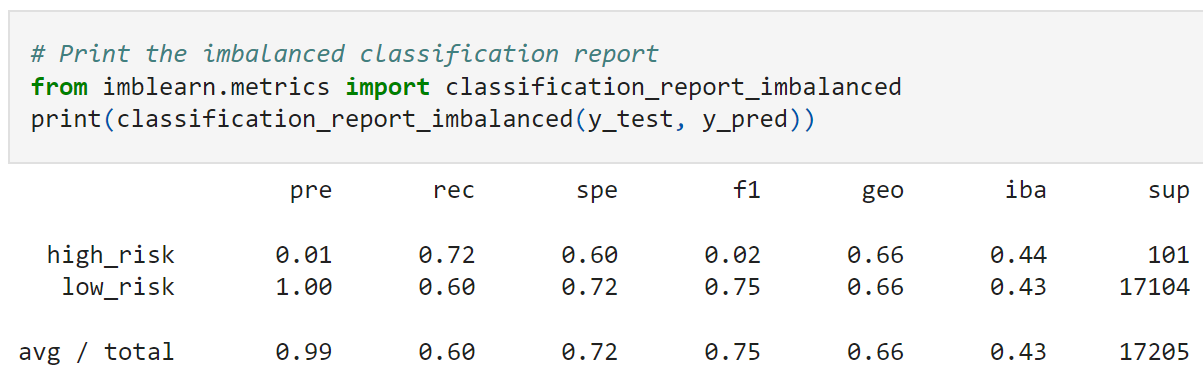 # Print the imbalanced classification report
from imblearn.metrics import classification_report_imbalanced
print(classification_report_imbalanced(y_test, y_pred))
pre rec spe f1 geo iba sup
high_risk 0.01 0.72 0.60 0.02 0.66 0.44 101
low_risk 1.00 0.60 0.72 0.75 0.66 0.43 17104
avg / total 0.99 0.60 0.72 0.75 0.66 0.43 17205